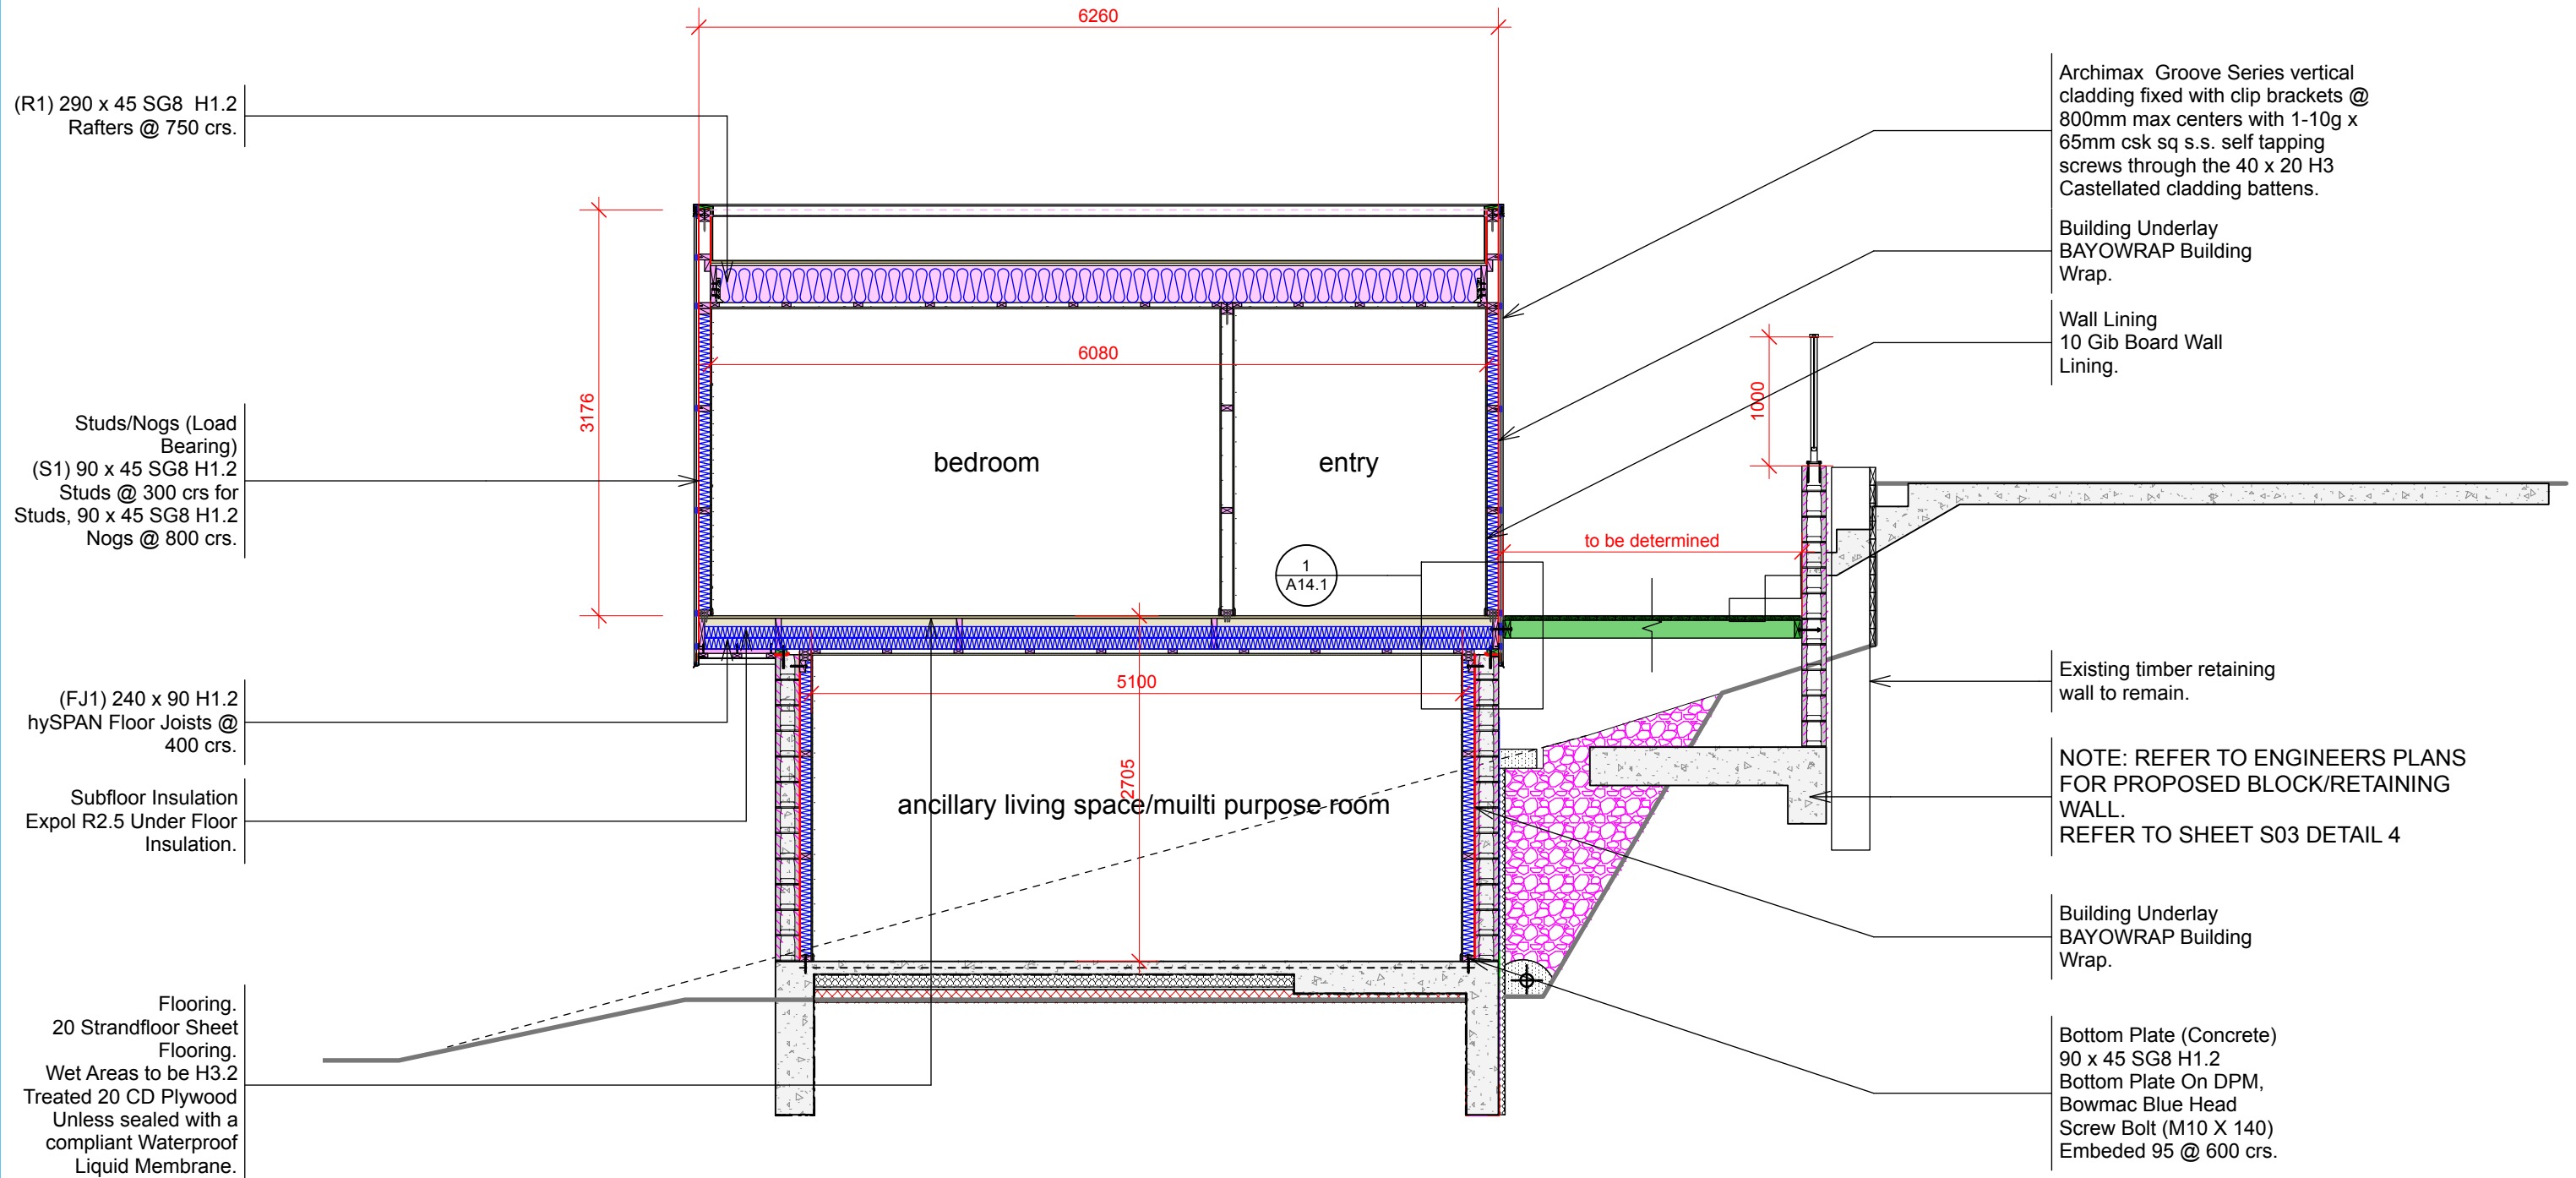 6260
(R1) 290 x 45 SG8 H1.2
Rafters @ 750 crs.
3176
Studs/Nogs (Load
Bearing)
(S1) 90 x 45 SG8 H1.2
Studs @ 300 crs for
Studs, 90 x 45 SG8 H1.2
Nogs @ 800 crs.
(FJ1) 240 x 90 H1.2
hySPAN Floor Joists @
400 crs.
Subfloor Insulation
Expol R2.5 Under Floor
Insulation.
Flooring.
20 Strandfloor Sheet
Flooring.
Wet Areas to be H3.2
Treated 20 CD Plywood
Unless sealed with a
compliant Waterproof
Liquid Membrane.
6080
bedroom
entry
1
A14.1
5100
2705
ancillary living space/muilti purpose room
to be determined
1000
Archimax Groove Series vertical
cladding fixed with clip brackets @
800mm max centers with 1-10g x
65mm csk sq s.s. self tapping
screws through the 40 x 20 H3
Castellated cladding battens.
Building Underlay
BAYOWRAP Building
Wrap.
Wall Lining
10 Gib Board Wall
Lining.
Existing timber retaining
wall to remain.
NOTE: REFER TO ENGINEERS PLANS
FOR PROPOSED BLOCK/RETAINING
WALL.
REFER TO SHEET S03 DETAIL 4
Building Underlay
BAYOWRAP Building
Wrap.
Bottom Plate (Concrete)
90 x 45 SG8 H1.2
Bottom Plate On DPM,
Bowmac Blue Head
Screw Bolt (M10 X 140)
Embeded 95 @ 600 crs.